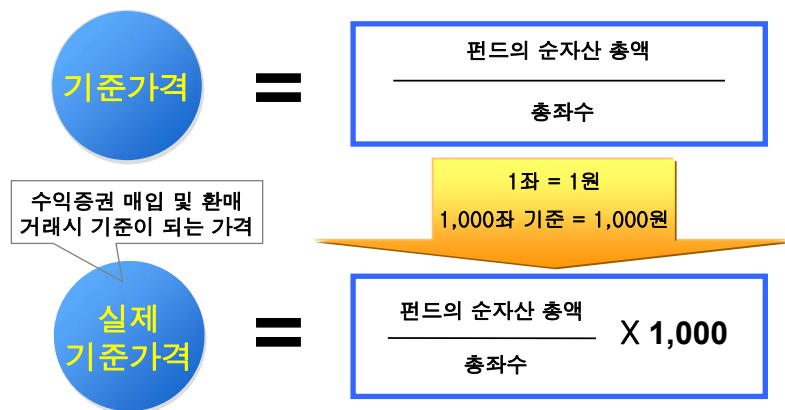 기준가격
=
펀드의 순자산 총액
총좌수
1좌 = 1원
1,000좌 기준 = 1,000원
수익증권 매입 및 환매
거래시 기준이 되는 가격
실제
기준가격
=
펀드의 순자산 총액
총좌수
X 1,000